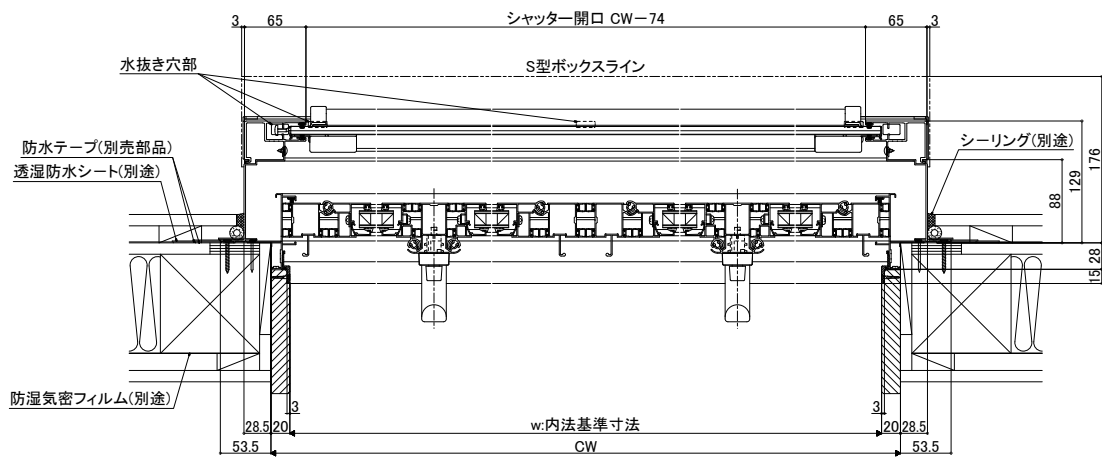 3 65 シャッター開口 CW－74 65 3
水抜き穴部
S型ボックスライン
防水テープ(別売部品)
透湿防水シート(別途)
シーリング(別途)
176
129
88
28
15
防湿気密フィルム(別途)
3 3
28.5 20 w:内法基準寸法 20 28.5
53.5 CW 53.5